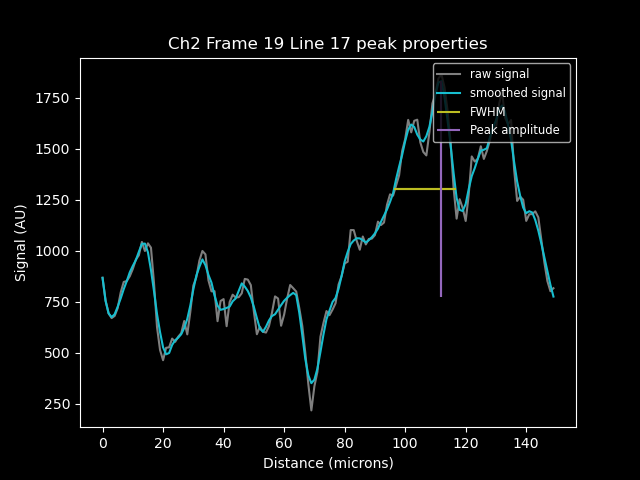 Ch2 Frame 19 Line 17 peak properties
raw signal
smoothed signal
FWHM
Peak amplitude
Signal (AU)
1750
1500
1250
1000
750
500
250
0 20 40 60 80 100 120 140
Distance (microns)